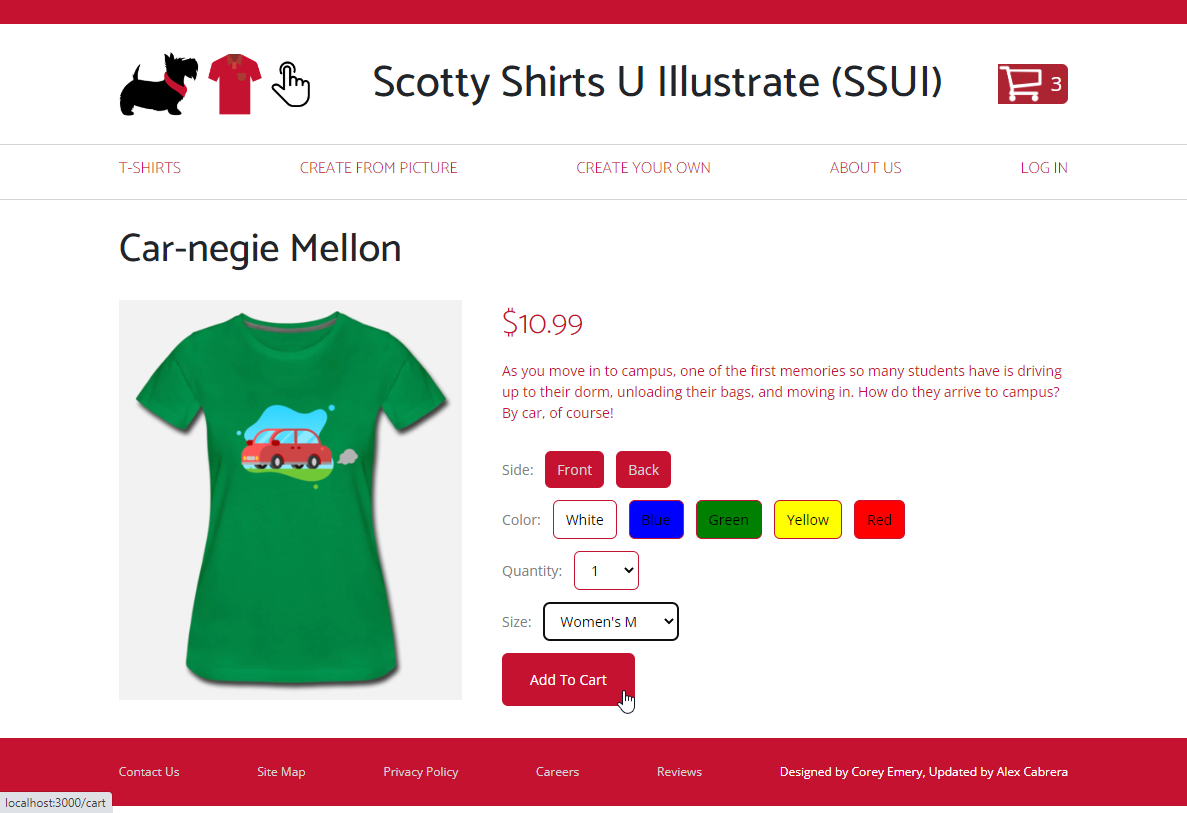 Scotty Shirts U Illustrate (SSUI)
3
T-SHIRTS
CREATE FROM PICTURE
CREATE YOUR OWN
ABOUT US
LOG IN
Car-negie Mellon
$10.99
As you move in to campus, one of the first memories so many students have is driving
up to their dorm, unloading their bags, and moving in. How do they arrive to campus?
By car, of course!
Side: Front Back
Color: White Blue Green Yellow Red
Quantity: 1
Size: Women's M
Add To Cart
Contact Us
Site Map
Privacy Policy
Careers
Reviews
Designed by Corey Emery, Updated by Alex Cabrera
localhost:3000/cart